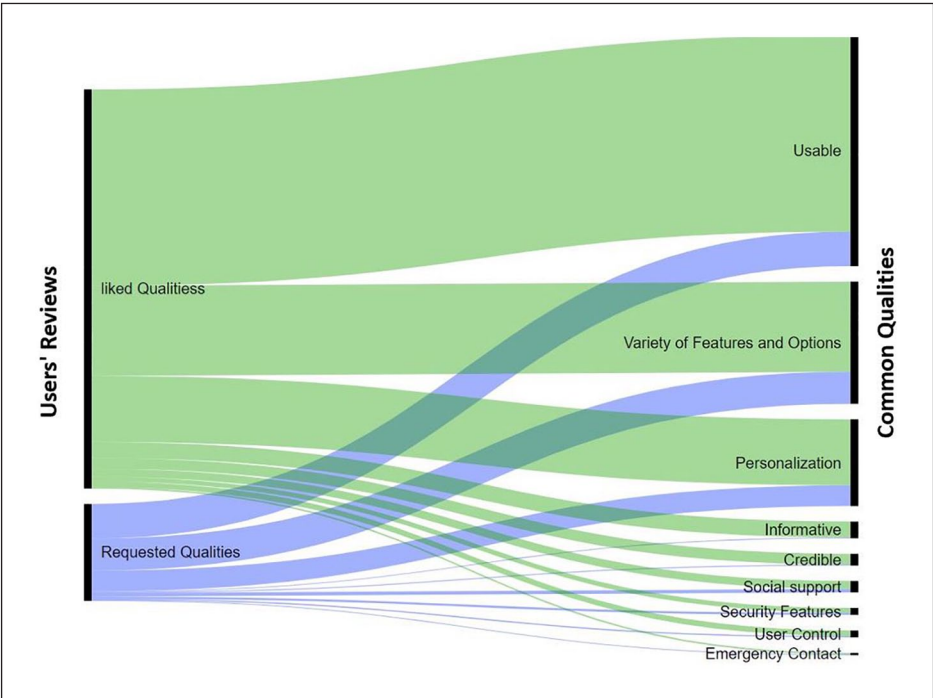 Users' Reviews
liked Qualitiess
Requested Qualities
Usable
Variety of Features and Options
Personalization
Informative
Credible
Social support
Security Features
User Control
Emergency Contact
Common Qualities